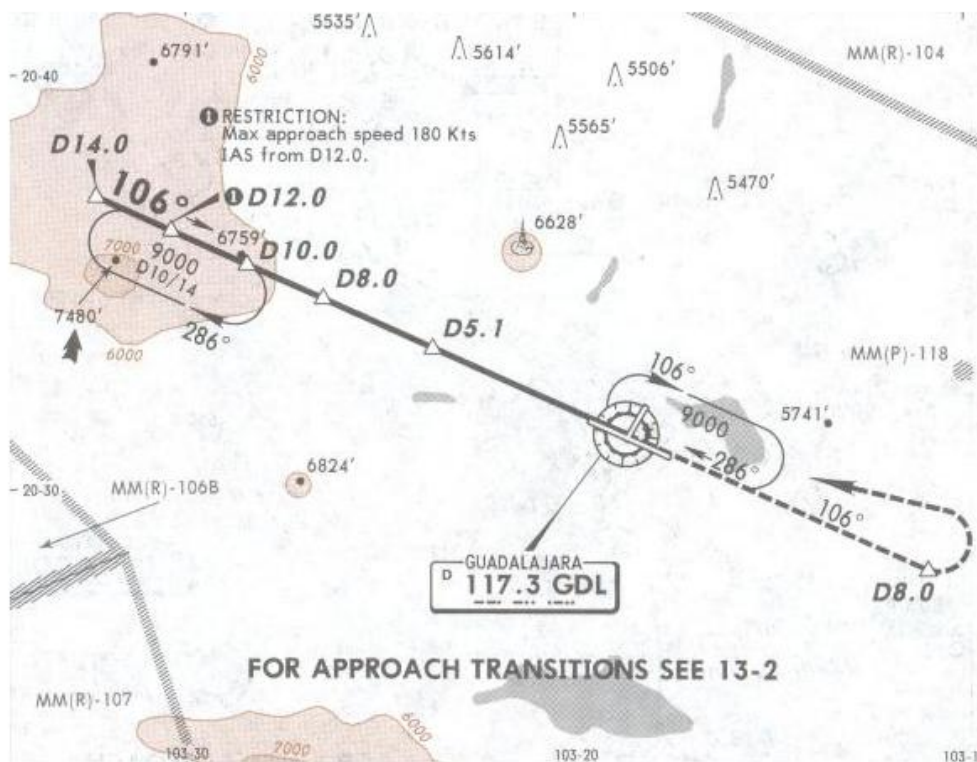 5535'
5614'
5506'
MM(R)-104
6791'
6000
20-40
i RESTRICTION:
Max approach speed 180 Kts
IAS from D12.0.
5565'
5470'
D14.0
106°
i D12.0
6759'
D10.0
6628'
9000
D10/14
7000
7480'
286°
6000
D8.0
D5.1
MM(P)-118
106°
9000
5741'
286°
106°
6824'
20-30
MM(R)-106B
GUADALAJARA
D 117.3 GDL
D8.0
FOR APPROACH TRANSITIONS SEE 13-2
MM(R)-107
7000
6000
103-30
103-20